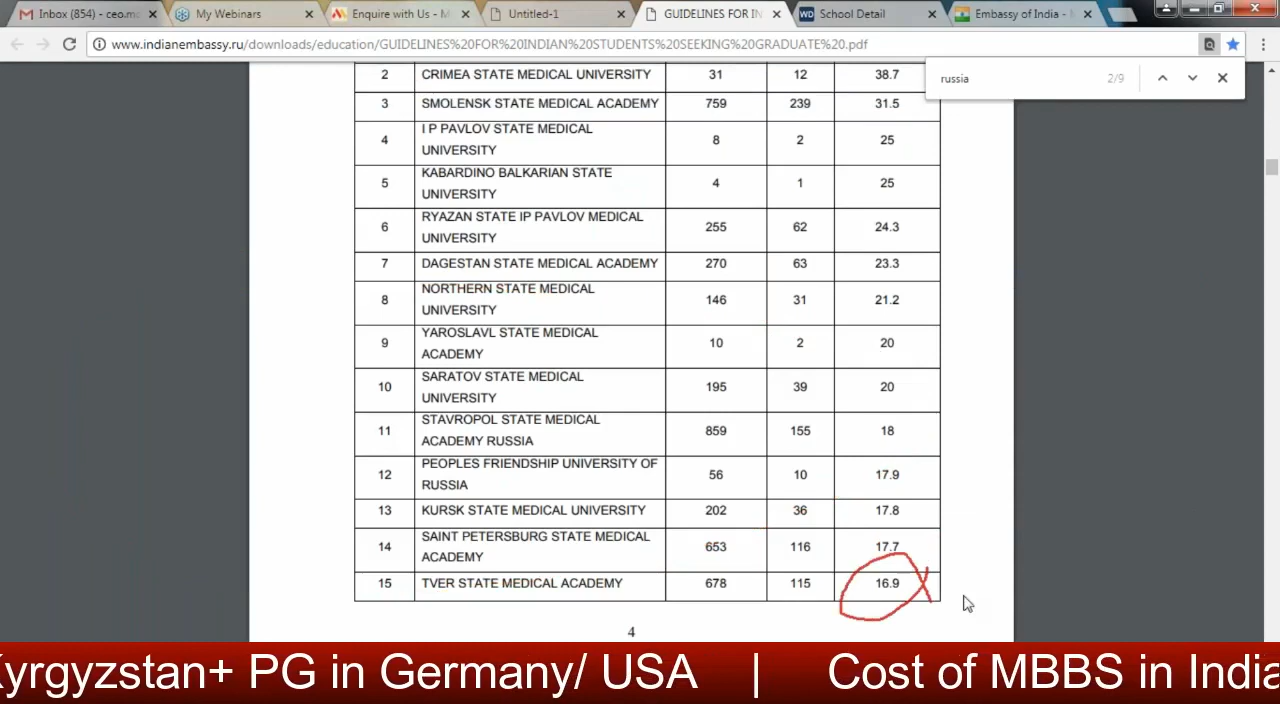 Inbox (854) - ceo.mc
My Webinars
Enquire with Us - M
Untitled-1
GUIDELINES FOR IN
WD School Detail
Embassy of India -
www.indianembassy.ru/downloads/education/GUIDELINES%20FOR%20INDIAN%20STUDENTS%20SEEKING%20GRADUATE%20.pdf
russia 2/9
2 CRIMEA STATE MEDICAL UNIVERSITY 31 12 38.7
3 SMOLENSK STATE MEDICAL ACADEMY 759 239 31.5
I P PAVLOV STATE MEDICAL
4 UNIVERSITY 8 2 25
KABARDINO BALKARIAN STATE
5 UNIVERSITY 4 1 25
RYAZAN STATE IP PAVLOV MEDICAL
6 UNIVERSITY 255 62 24.3
7 DAGESTAN STATE MEDICAL ACADEMY 270 63 23.3
NORTHERN STATE MEDICAL
8 UNIVERSITY 146 31 21.2
YAROSLAVL STATE MEDICAL
9 ACADEMY 10 2 20
SARATOV STATE MEDICAL
10 UNIVERSITY 195 39 20
STAVROPOL STATE MEDICAL
11 ACADEMY RUSSIA 859 155 18
PEOPLES FRIENDSHIP UNIVERSITY OF
12 RUSSIA 56 10 17.9
13 KURSK STATE MEDICAL UNIVERSITY 202 36 17.8
SAINT PETERSBURG STATE MEDICAL
14 ACADEMY 653 116 17.7
15 TVER STATE MEDICAL ACADEMY 678 115 16.9
4
Kyrgyzstan+ PG in Germany/ USA | Cost of MBBS in India